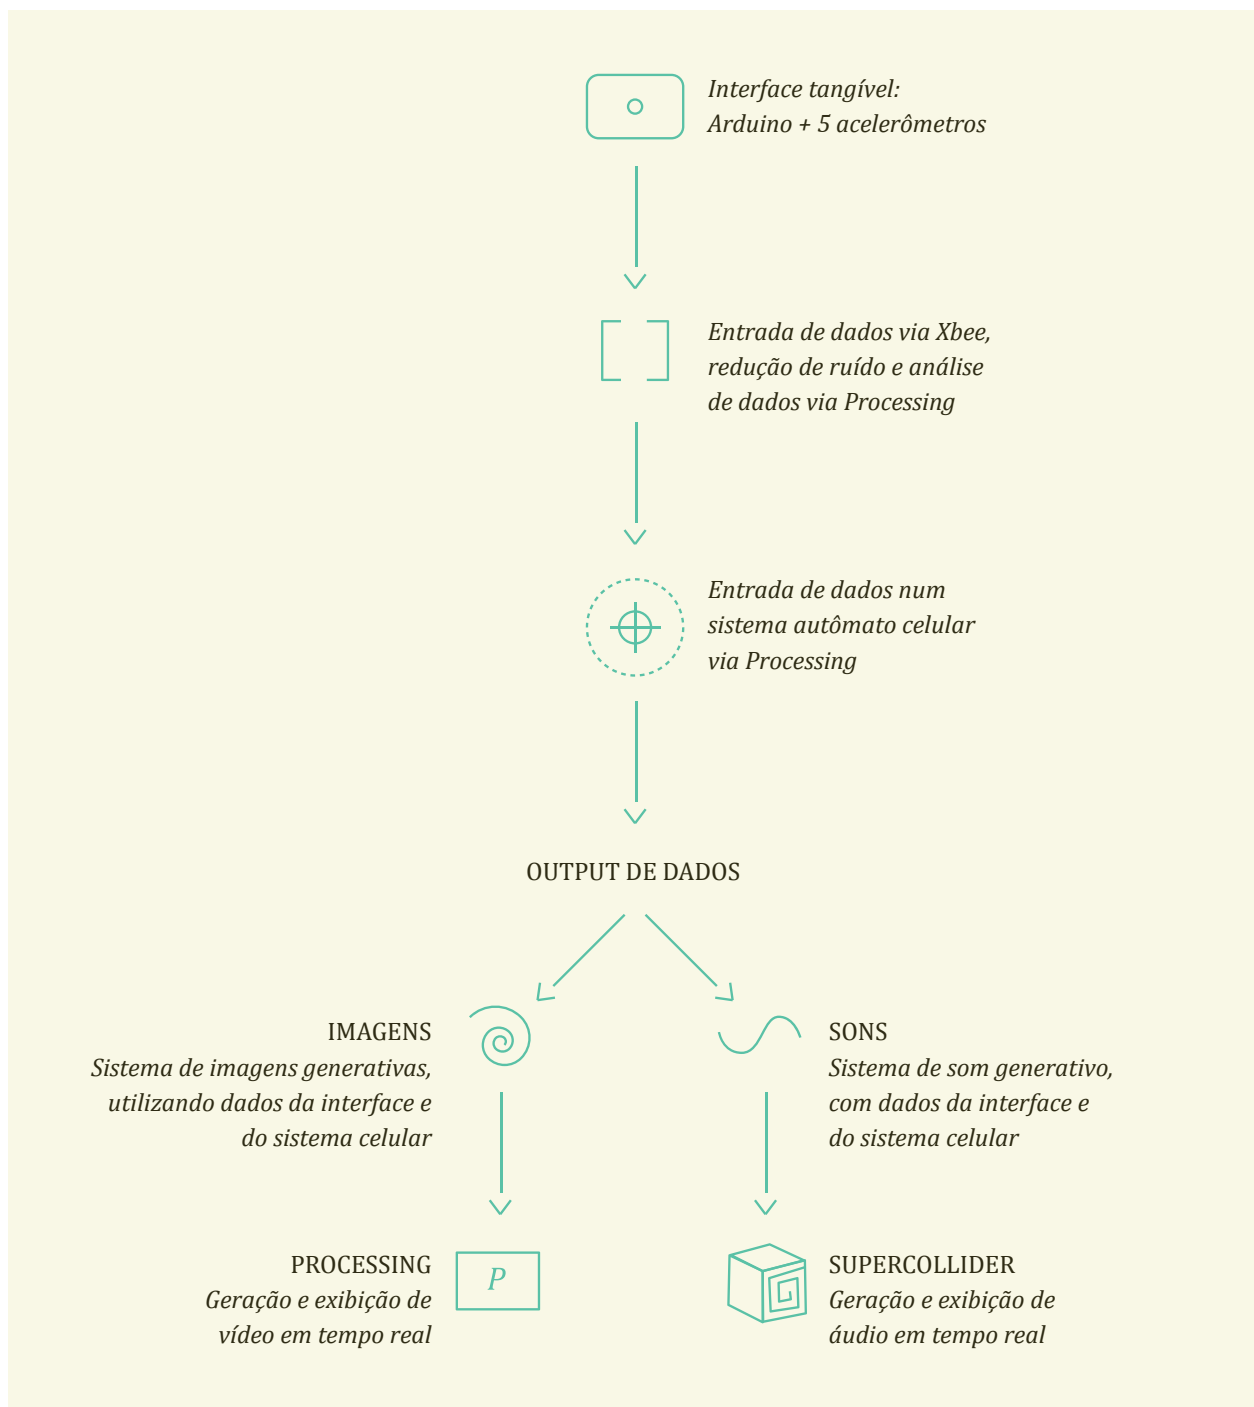 Interface tangível:
Arduino + 5 acelerômetros
Entrada de dados via Xbee,
redução de ruído e análise
de dados via Processing
Entrada de dados num
sistema autômato celular
via Processing
OUTPUT DE DADOS
IMAGENS
Sistema de imagens generativas,
utilizando dados da interface e
do sistema celular
SONS
Sistema de som generativo,
com dados da interface e
do sistema celular
PROCESSING
Geração e exibição de
vídeo em tempo real
P
SUPERCOLLIDER
Geração e exibição de
áudio em tempo real